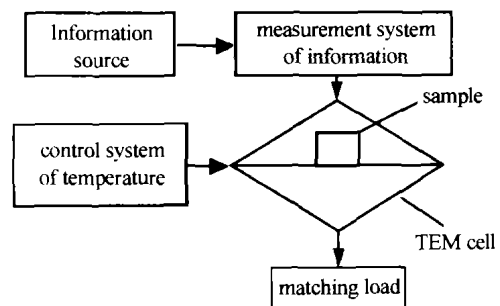 Information
source
measurement system
of information
sample
control system
of temperature
TEM cell
matching load